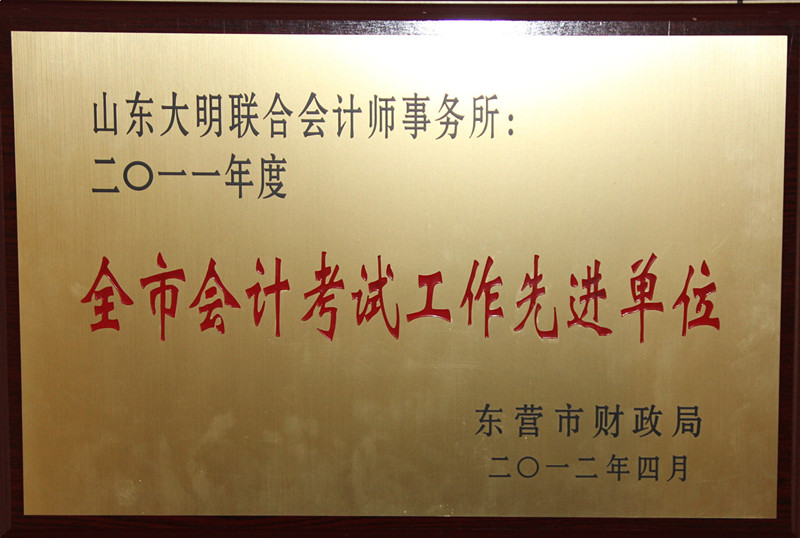 山东大明联合会计师事务所：
二〇一一年度
全市会计考试工作先进单位
东营市财政局
二〇一二年四月